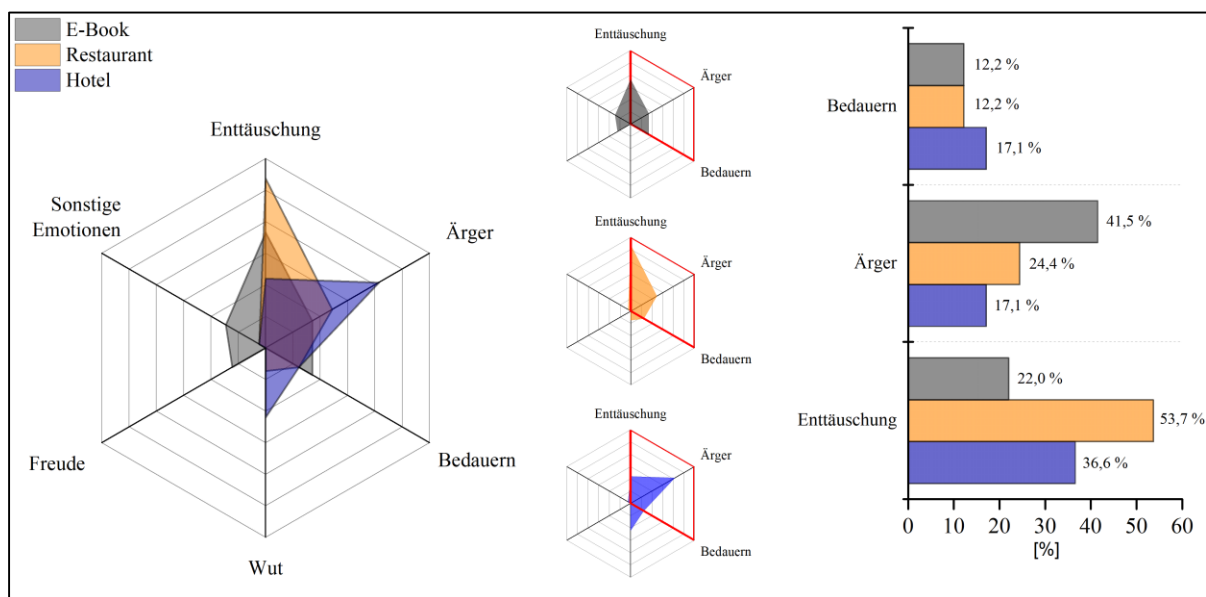 E-Book
Restaurant
Hotel
Enttäuschung
Sonstige
Emotionen
Ärger
Freude
Bedauern
Wut
Enttäuschung
Ärger
Bedauern
Enttäuschung
Ärger
Bedauern
Enttäuschung
Ärger
Bedauern
Bedauern
12,2 %
12,2 %
17,1 %
Ärger
41,5 %
24,4 %
17,1 %
Enttäuschung
22,0 %
53,7 %
36,6 %
0 10 20 30 40 50 60
[%]